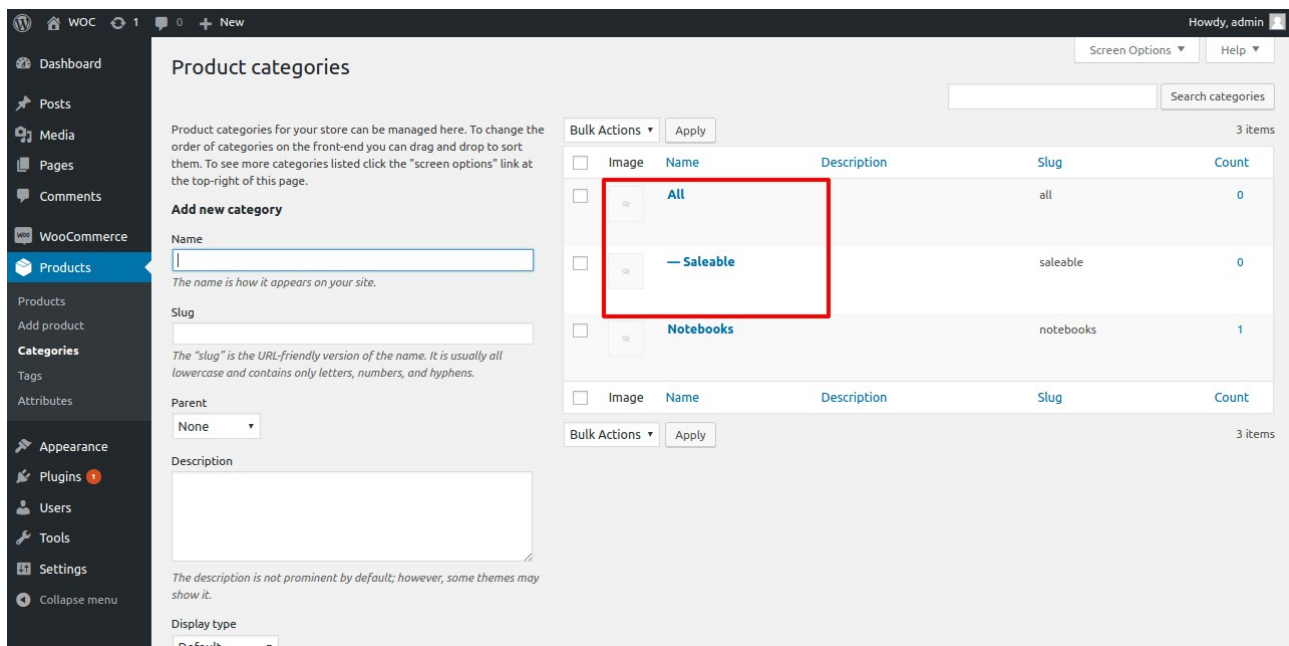 WOC 1 0 + New Howdy, admin
Dashboard
Posts
Media
Pages
Comments
WOO WooCommerce
Products
Products
Add product
Categories
Tags
Attributes
Appearance
Plugins 1
Users
Tools
Settings
Collapse menu
Screen Options ▼ Help ▼
Product categories
Search categories
Product categories for your store can be managed here. To change the
order of categories on the front-end you can drag and drop to sort
them. To see more categories listed click the "screen options" link at
the top-right of this page.
Add new category
Name
The name is how it appears on your site.
Slug
The “slug” is the URL-friendly version of the name. It is usually all
lowercase and contains only letters, numbers, and hyphens.
Parent
None ▾
Description
The description is not prominent by default; however, some themes may
show it.
Display type
Default ▾
Bulk Actions ▾ Apply 3 items
Image Name Description Slug Count
All all 0
— Saleable saleable 0
Notebooks notebooks 1
Image Name Description Slug Count
Bulk Actions ▾ Apply 3 items